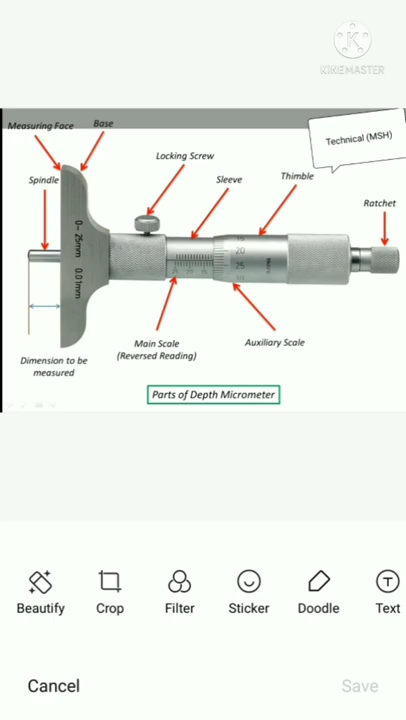 KINEMASTER
Technical (MSH)
Measuring Face
Base
Locking Screw
Spindle
Sleeve
Thimble
Ratchet
0-25mm 0.01mm
Main Scale
(Reversed Reading)
Auxiliary Scale
Dimension to be
measured
Parts of Depth Micrometer
Beautify
Crop
Filter
Sticker
Doodle
Text
Cancel
Save